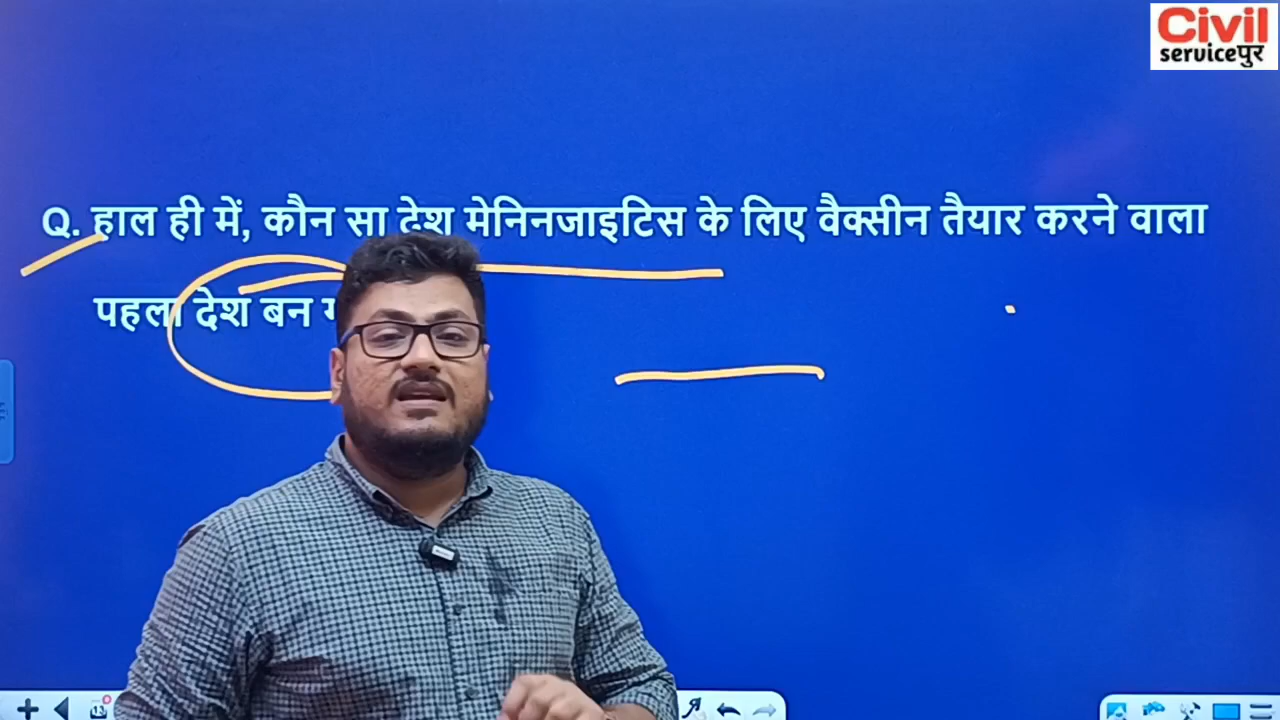 Civil
serviceपुर
Q. हाल ही में, कौन सा देश मेनिनजाइटिस के लिए वैक्सीन तैयार करने वाला
पहला देश बन